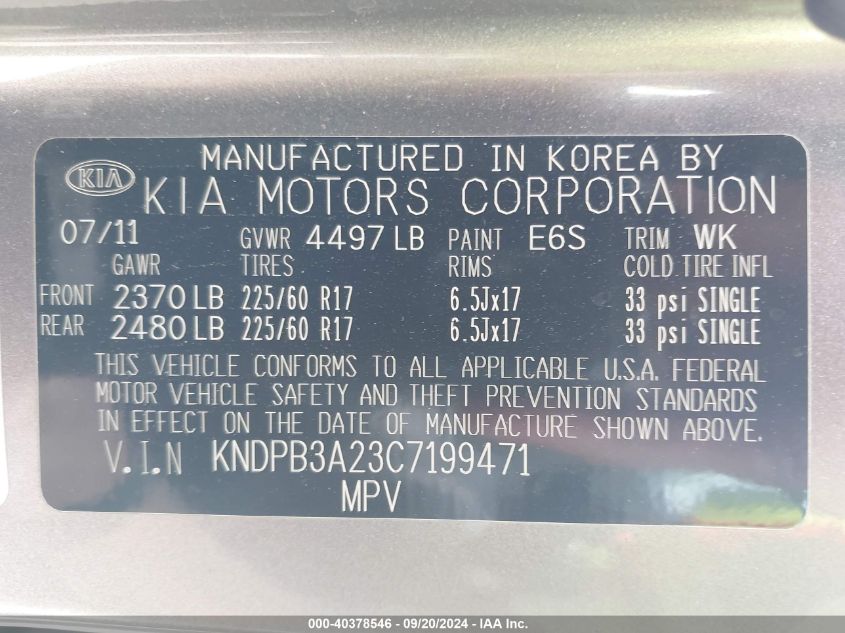 MANUFACTURED IN KOREA BY
KIA KIA MOTORS CORPORATION
07/11 GVWR 4497 LB PAINT E6S TRIM WK
GAWR TIRES RIMS COLD TIRE INFL
FRONT 2370 LB 225/60 R17 6.5Jx17 33 psi SINGLE
REAR 2480 LB 225/60 R17 6.5Jx17 33 psi SINGLE
THIS VEHICLE CONFORMS TO ALL APPLICABLE U.S.A. FEDERAL
MOTOR VEHICLE SAFETY AND THEFT PREVENTION STANDARDS
IN EFFECT ON THE DATE OF MANUFACTURE SHOWN ABOVE.
V.I.N KNDPB3A23C7199471
MPV
000-40378546 - 09/20/2024 - IAA Inc.